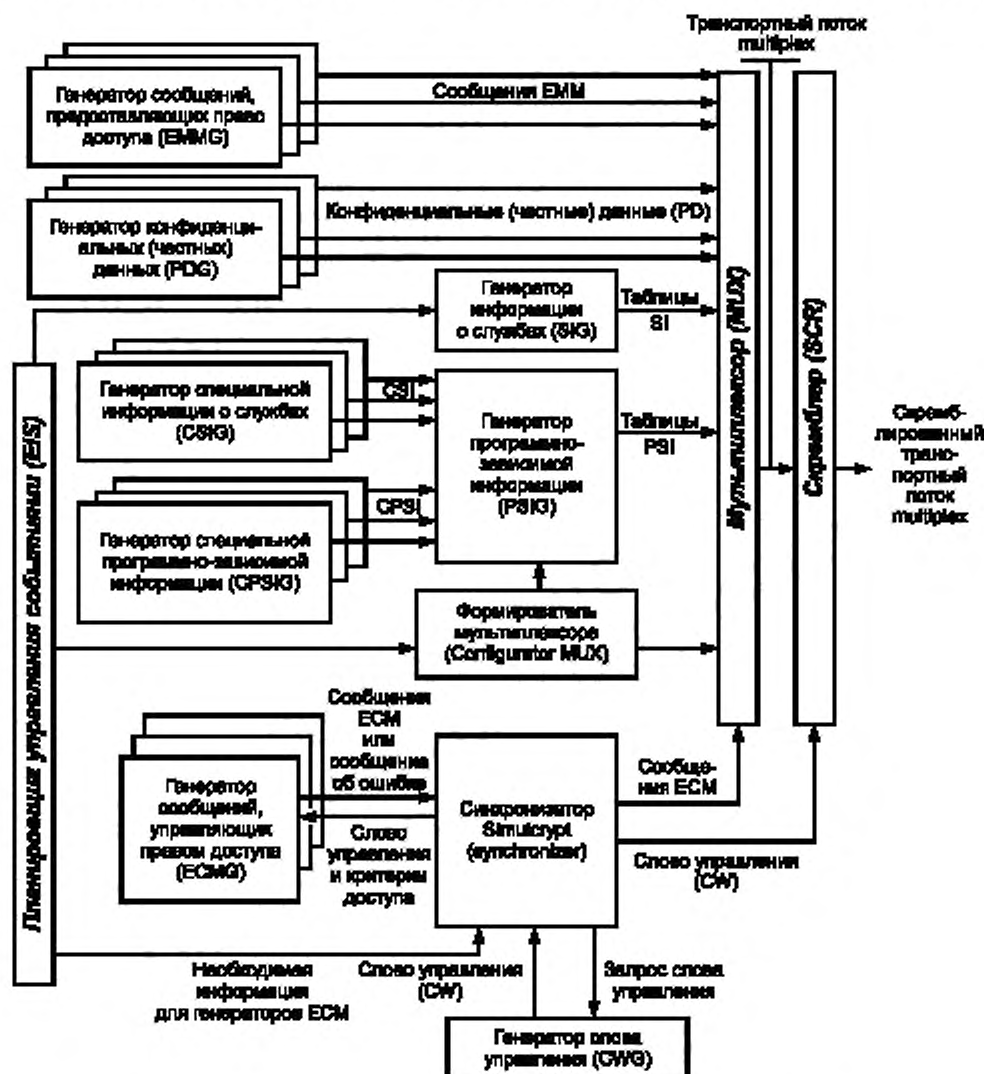 Транспортный поток
multiplex
Генератор сообщений,
предоставляющих право
доступа (EMMG)
Сообщения EMM
Генератор конфиденци-
альных (частных)
данных (PDG)
Конфиденциальные (частные) данные (PD)
Генератор
информации
о службах (SIG)
Таблицы
SI
Генератор специальной
информации о службах
(CSIG)
CSI
Генератор
программно-
зависимой
информации
(PSIG)
Таблицы
PSI
Генератор специальной
программно-зависимой
информации (CPSIG)
CPSI
Формирователь
мультиплексора
(Configurator MUX)
Мультиплексор (MUX)
Скремблер (SCR)
Скремб-
лированный
транс-
портный
поток
multiplex
Планировщик управления событиями (EIS)
Генератор
сообщений,
управляющих
правом доступа
(ECMG)
Сообщения
ECM
или
сообщение
об ошибке
Слово
управления
и критерии
доступа
Синхронизатор
Simulcrypt
(synchronizer)
Сообще-
ния ECM
Слово управления
(CW)
Необходимая
информация
для генераторов ECM
Слово управления
(CW)
Запрос слова
управления
Генератор слова
управления (CWG)